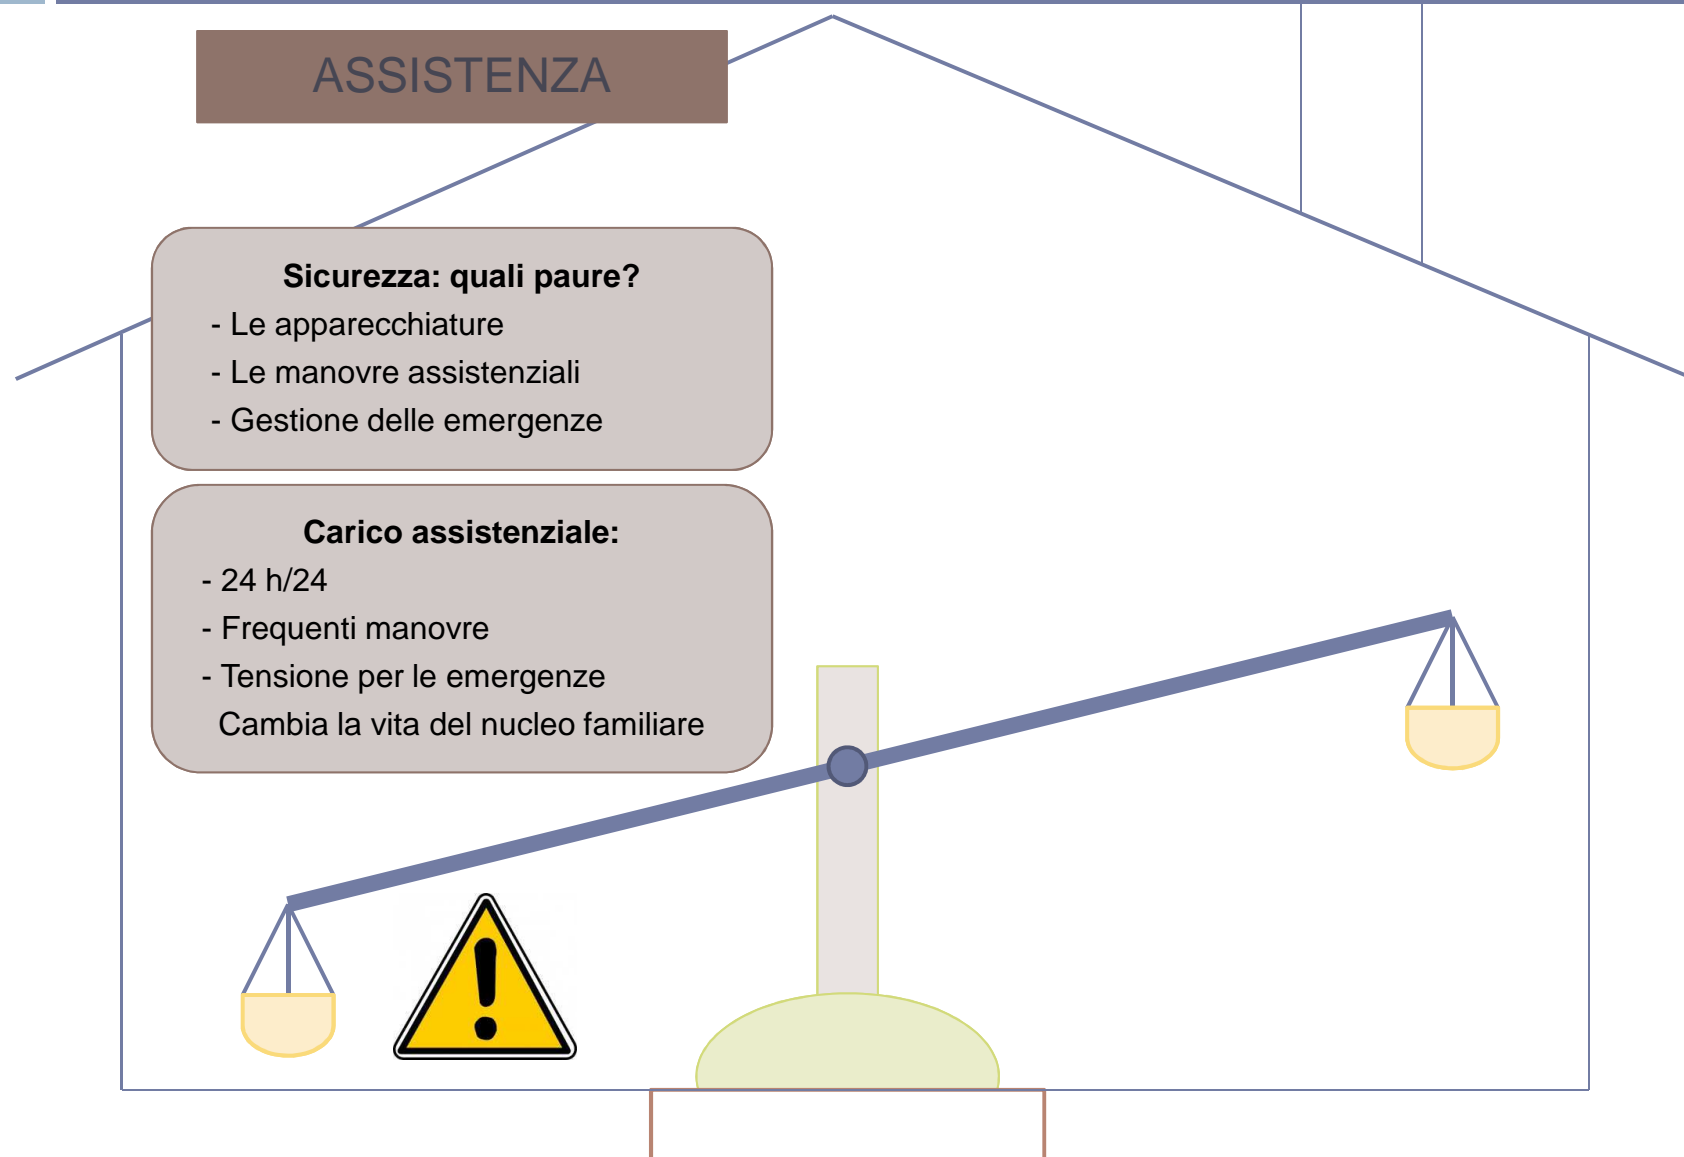 ASSISTENZA
Sicurezza: quali paure?
- Le apparecchiature
- Le manovre assistenziali
- Gestione delle emergenze
Carico assistenziale:
- 24 h/24
- Frequenti manovre
- Tensione per le emergenze
Cambia la vita del nucleo familiare